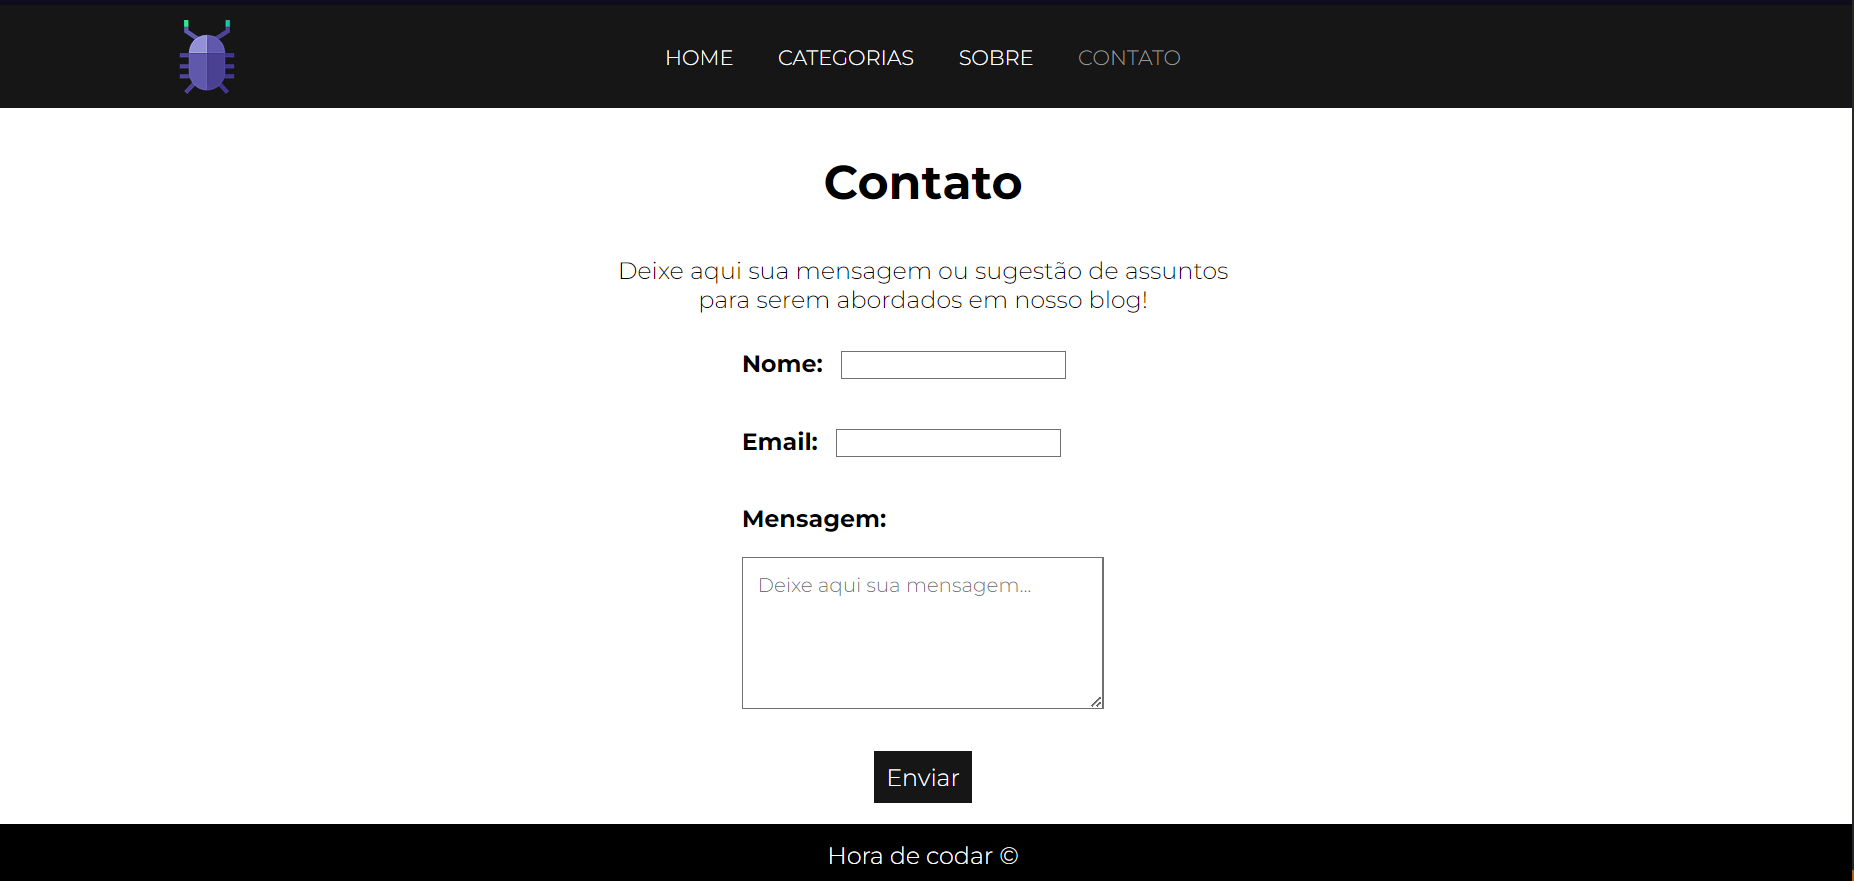 HOME CATEGORIAS SOBRE CONTATO
Contato
Deixe aqui sua mensagem ou sugestão de assuntos
para serem abordados em nosso blog!
Nome:
Email:
Mensagem:
Deixe aqui sua mensagem...
Enviar
Hora de codar ©